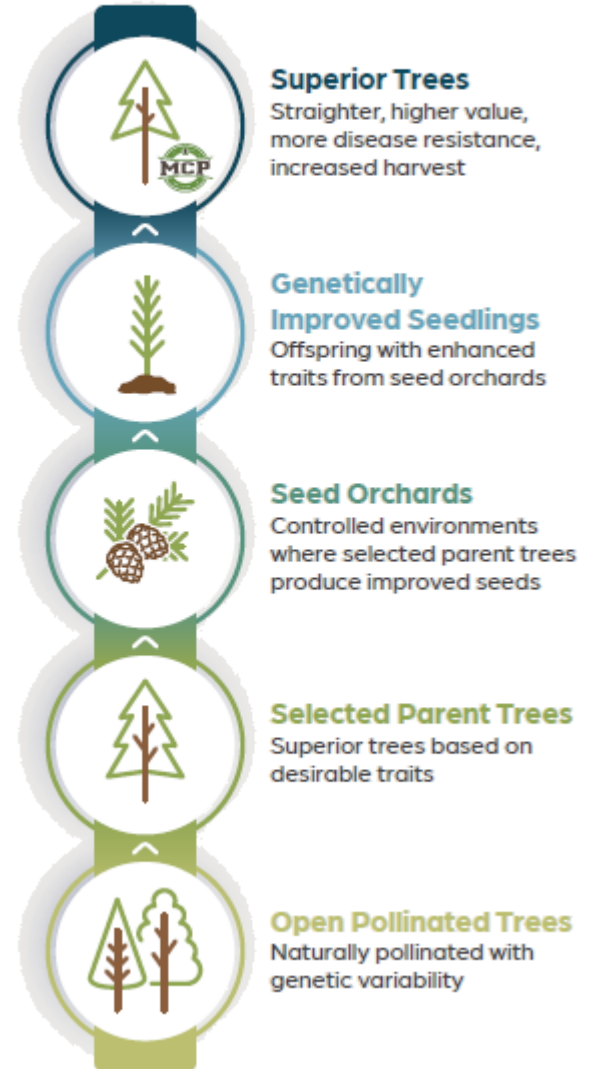 Superior Trees
Straighter, higher value,
more disease resistance,
increased harvest
MCP
Genetically
Improved Seedlings
Offspring with enhanced
traits from seed orchards
Seed Orchards
Controlled environments
where selected parent trees
produce improved seeds
Selected Parent Trees
Superior trees based on
desirable traits
Open Pollinated Trees
Naturally pollinated with
genetic variability